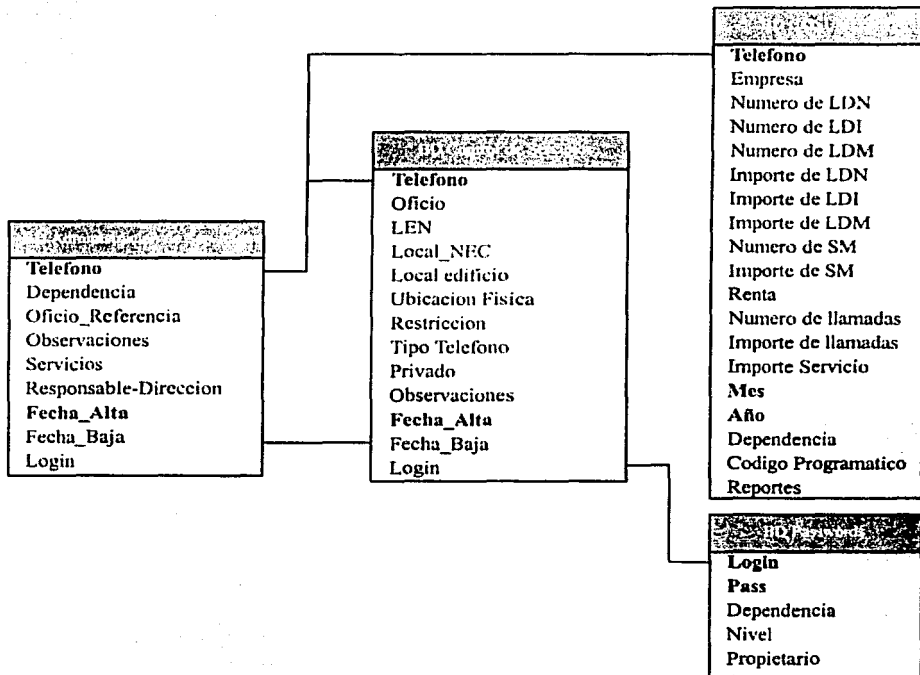 Telefono
Dependencia
Oficio_Referencia
Observaciones
Servicios
Responsable-Direccion
Fecha_Alta
Fecha_Baja
Login
Telefono
Oficio
LEN
Local_NEC
Local edificio
Ubicacion Fisica
Restriccion
Tipo Telefono
Privado
Observaciones
Fecha_Alta
Fecha_Baja
Login
Telefono
Empresa
Numero de LDN
Numero de LDI
Numero de LDM
Importe de LDN
Importe de LDI
Importe de LDM
Numero de SM
Importe de SM
Renta
Numero de llamadas
Importe de llamadas
Importe Servicio
Mes
Año
Dependencia
Codigo Programatico
Reportes
Login
Pass
Dependencia
Nivel
Propietario